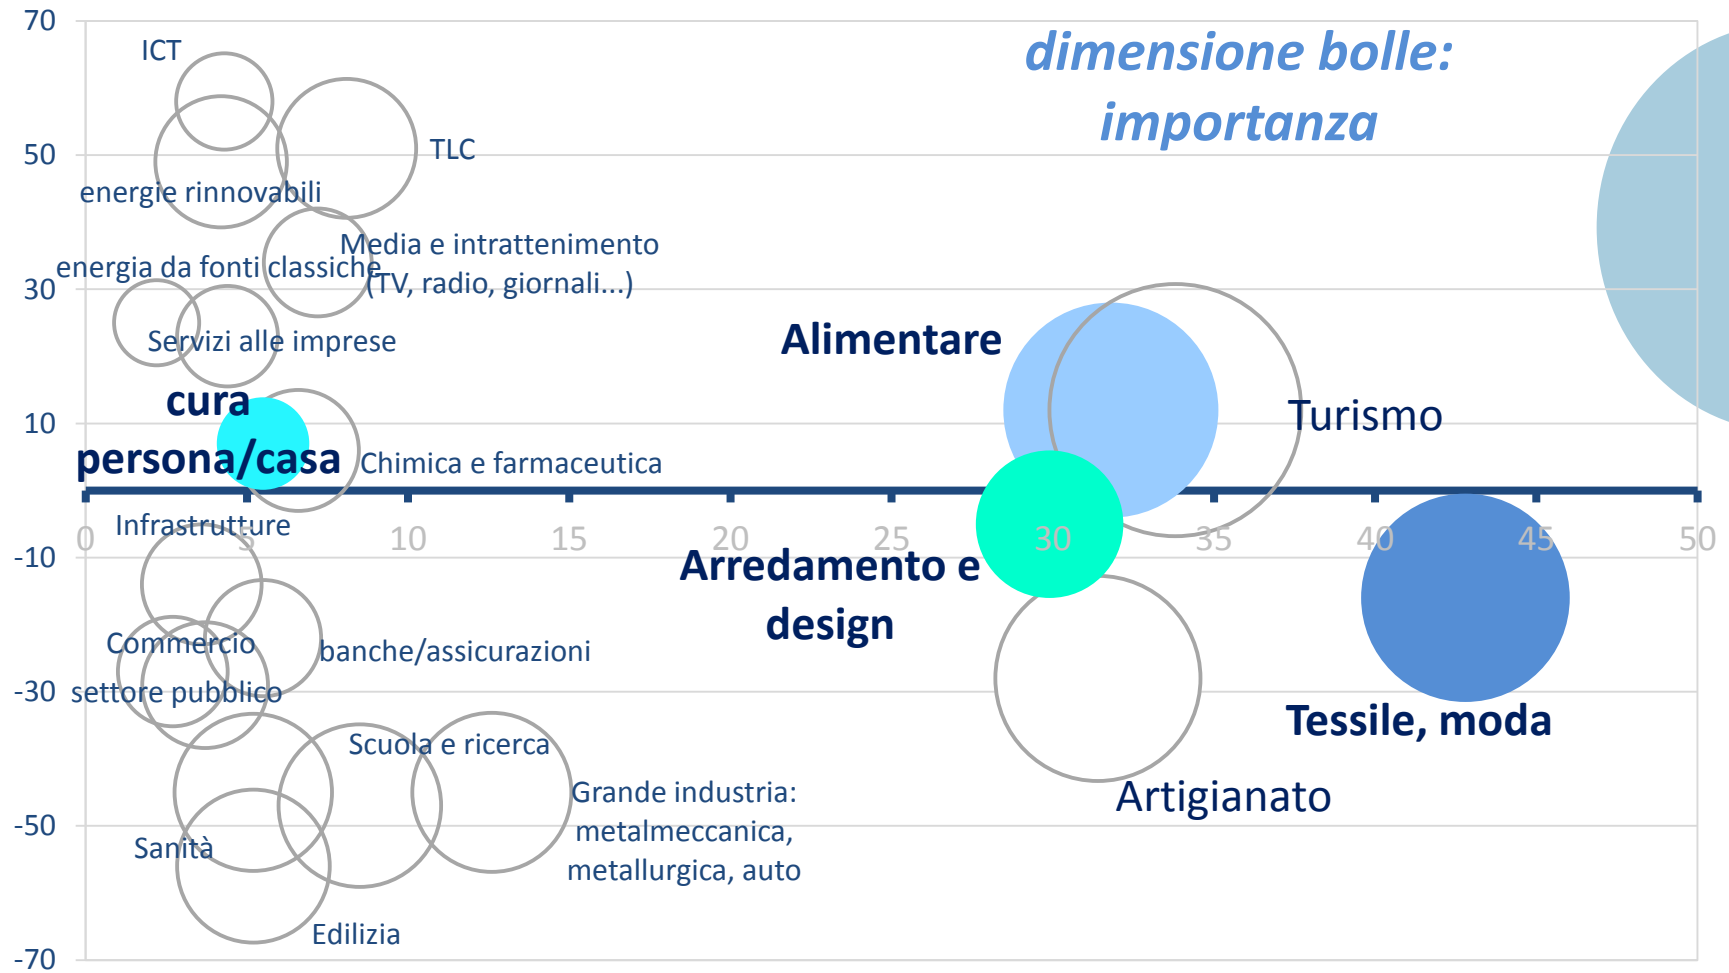 70
dimensione bolle:
importanza
ICT
TLC
50
energie rinnovabili
Media e intrattenimento
(TV, radio, giornali...)
energia da fonti classiche
30
Servizi alle imprese
Alimentare
cura
persona/casa
10
Turismo
Chimica e farmaceutica
Infrastrutture
0 5 10 15 20 25 30 35 40 45 50
-10
Arredamento e
design
Commercio
banche/assicurazioni
settore pubblico
-30
Tessile, moda
Scuola e ricerca
Grande industria:
metalmeccanica,
metallurgica, auto
Artigianato
-50
Sanità
Edilizia
-70